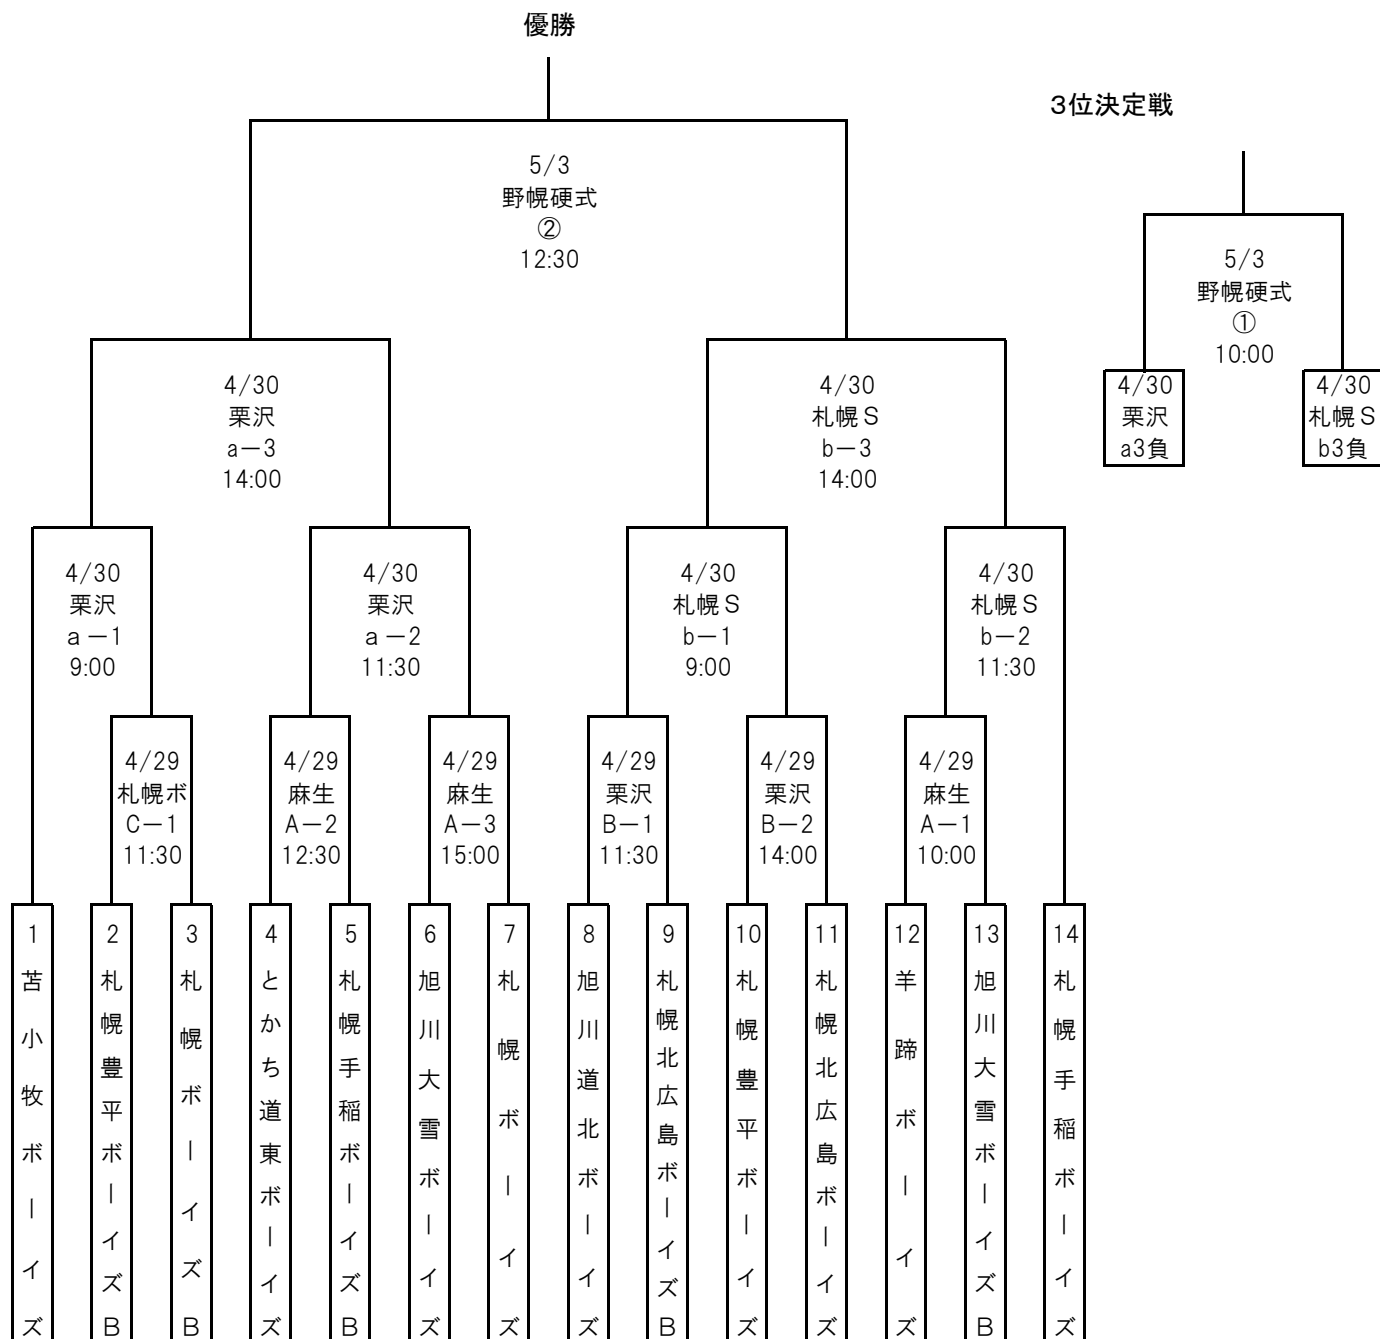 優勝
3位決定戦
5/3
野幌硬式
②
12:30
5/3
野幌硬式
①
10:00
4/30
栗沢
a3負
4/30
札幌S
b3負
4/30
栗沢
a－3
14:00
4/30
札幌S
b－3
14:00
4/30
栗沢
a－1
9:00
4/30
栗沢
a－2
11:30
4/30
札幌S
b－1
9:00
4/30
札幌S
b－2
11:30
4/29
札幌ボ
C－1
11:30
4/29
麻生
A－2
12:30
4/29
麻生
A－3
15:00
4/29
栗沢
B－1
11:30
4/29
栗沢
B－2
14:00
4/29
麻生
A－1
10:00
1
苫小牧ボーイズ
2
札幌豊平ボーイズB
3
札幌ボーイズB
4
とかち道東ボーイズ
5
札幌手稲ボーイズB
6
旭川大雪ボーイズ
7
札幌ボーイズ
8
旭川道北ボーイズ
9
札幌北広島ボーイズB
10
札幌豊平ボーイズ
11
札幌北広島ボーイズ
12
羊蹄ボーイズ
13
旭川大雪ボーイズB
14
札幌手稲ボーイズ